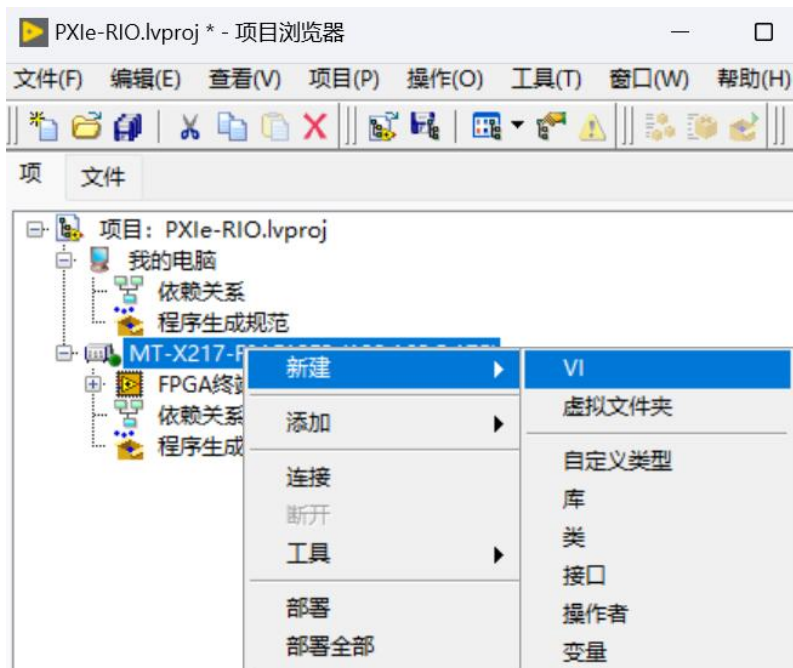 PXIe-RIO.lvproj * - 项目浏览器
文件(F) 编辑(E) 查看(V) 项目(P) 操作(O) 工具(T) 窗口(W) 帮助(H)
项 文件
项目：PXIe-RIO.lvproj
我的电脑
依赖关系
程序生成规范
MT-X217-
FPGA终
依赖关系
程序生成
新建
添加
连接
断开
工具
部署
部署全部
VI
虚拟文件夹
自定义类型
库
类
接口
操作者
变量